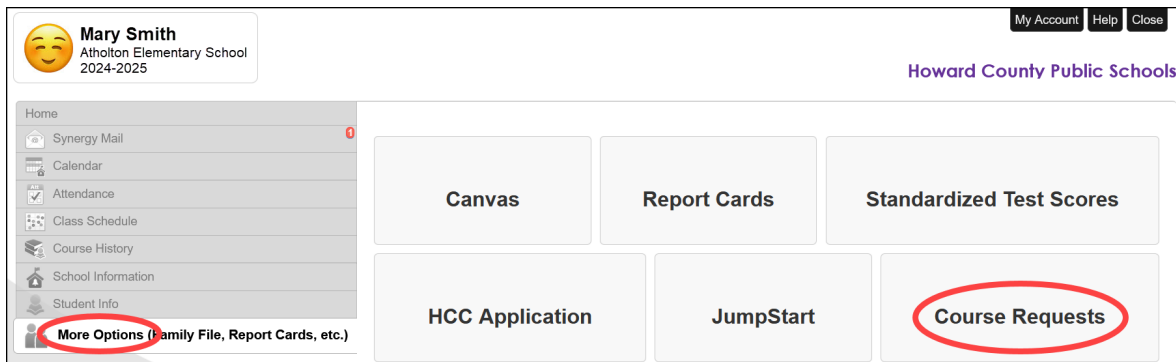 Mary Smith
Atholton Elementary School
2024-2025
My Account Help Close
Howard County Public Schools
Home
Synergy Mail 1
Calendar
Attendance
Class Schedule
Course History
School Information
Student Info
More Options (Family File, Report Cards, etc.)
Canvas Report Cards Standardized Test Scores
HCC Application JumpStart Course Requests